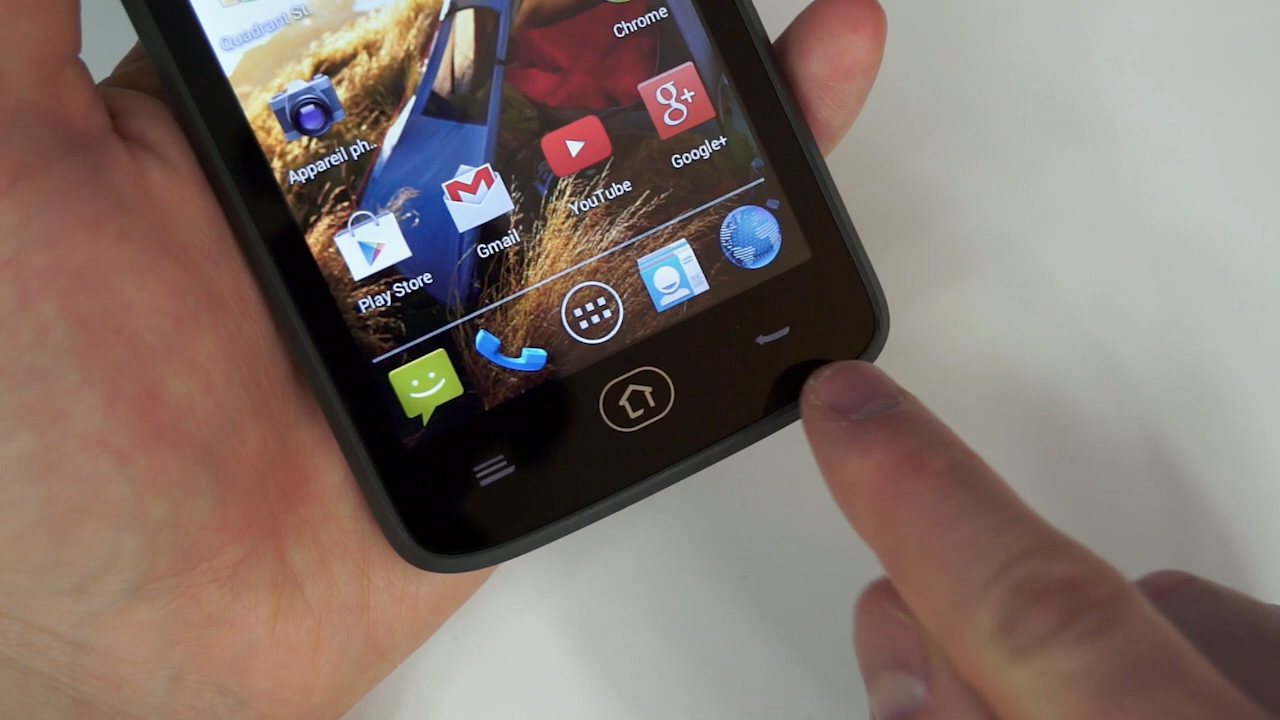 Quadrant St.
Chrome
Appareil ph..
g+
Google+
YouTube
Gmail
Play Store